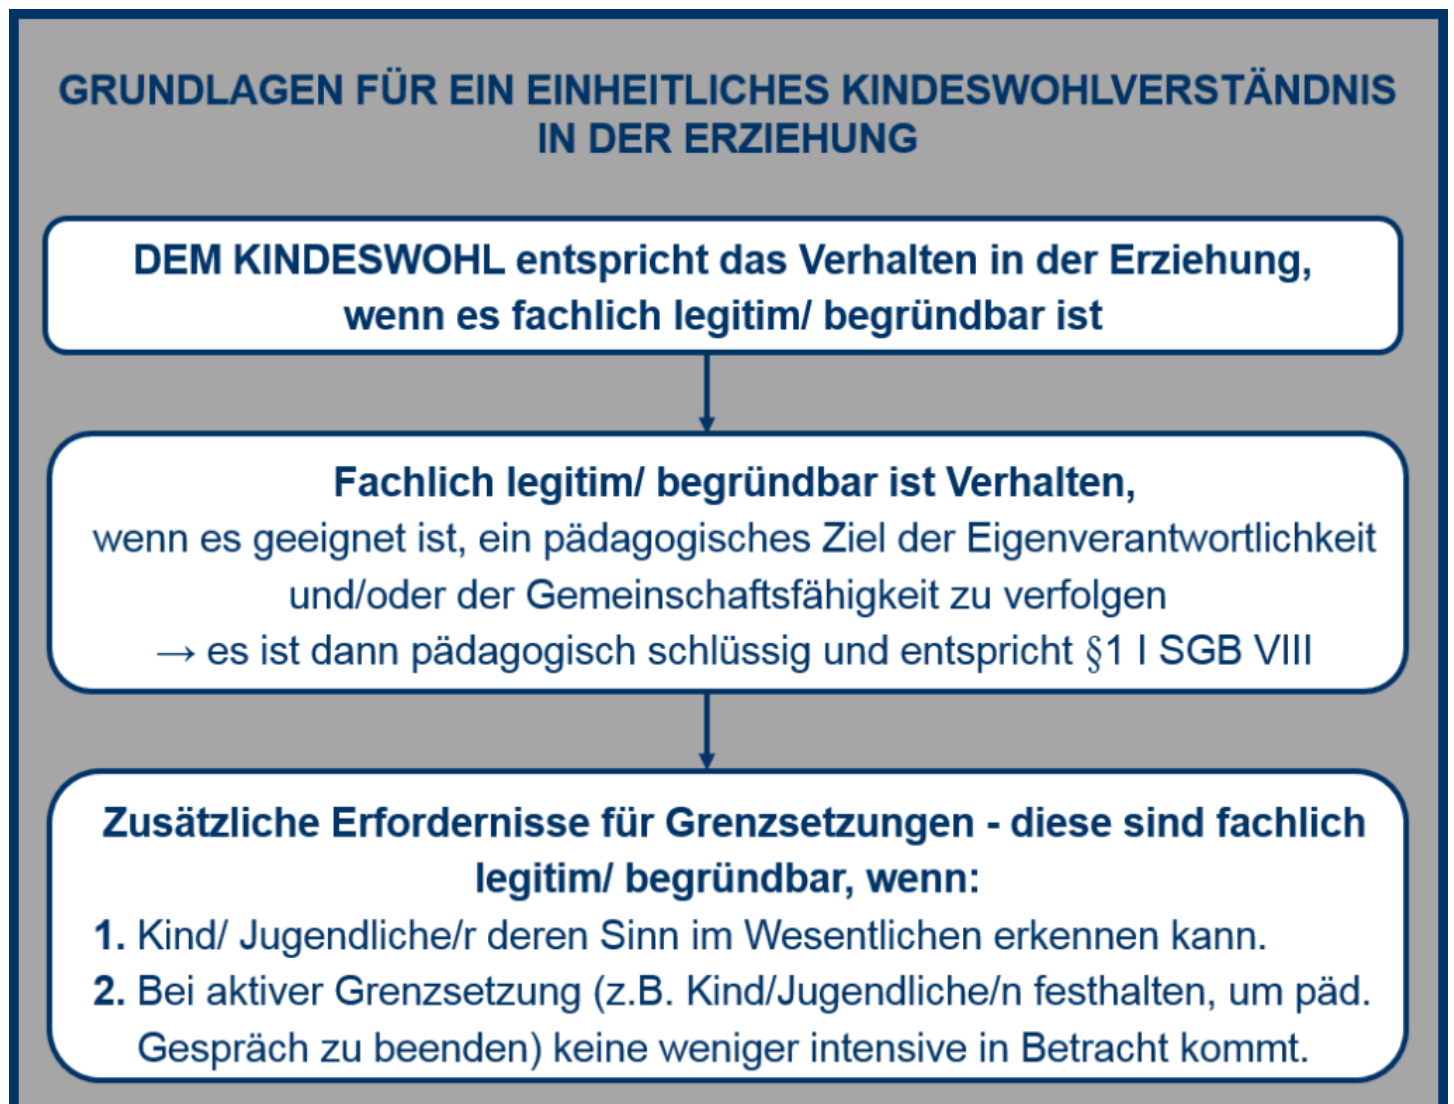 GRUNDLAGEN FÜR EIN EINHEITLICHES KINDESWOHLVERSTÄNDNIS
IN DER ERZIEHUNG
DEM KINDESWOHL entspricht das Verhalten in der Erziehung,
wenn es fachlich legitim/ begründbar ist
Fachlich legitim/ begründbar ist Verhalten,
wenn es geeignet ist, ein pädagogisches Ziel der Eigenverantwortlichkeit
und/oder der Gemeinschaftsfähigkeit zu verfolgen
→ es ist dann pädagogisch schlüssig und entspricht §1 I SGB VIII
Zusätzliche Erfordernisse für Grenzsetzungen - diese sind fachlich
legitim/ begründbar, wenn:
1. Kind/ Jugendliche/r deren Sinn im Wesentlichen erkennen kann.
2. Bei aktiver Grenzsetzung (z.B. Kind/Jugendliche/n festhalten, um päd.
Gespräch zu beenden) keine weniger intensive in Betracht kommt.